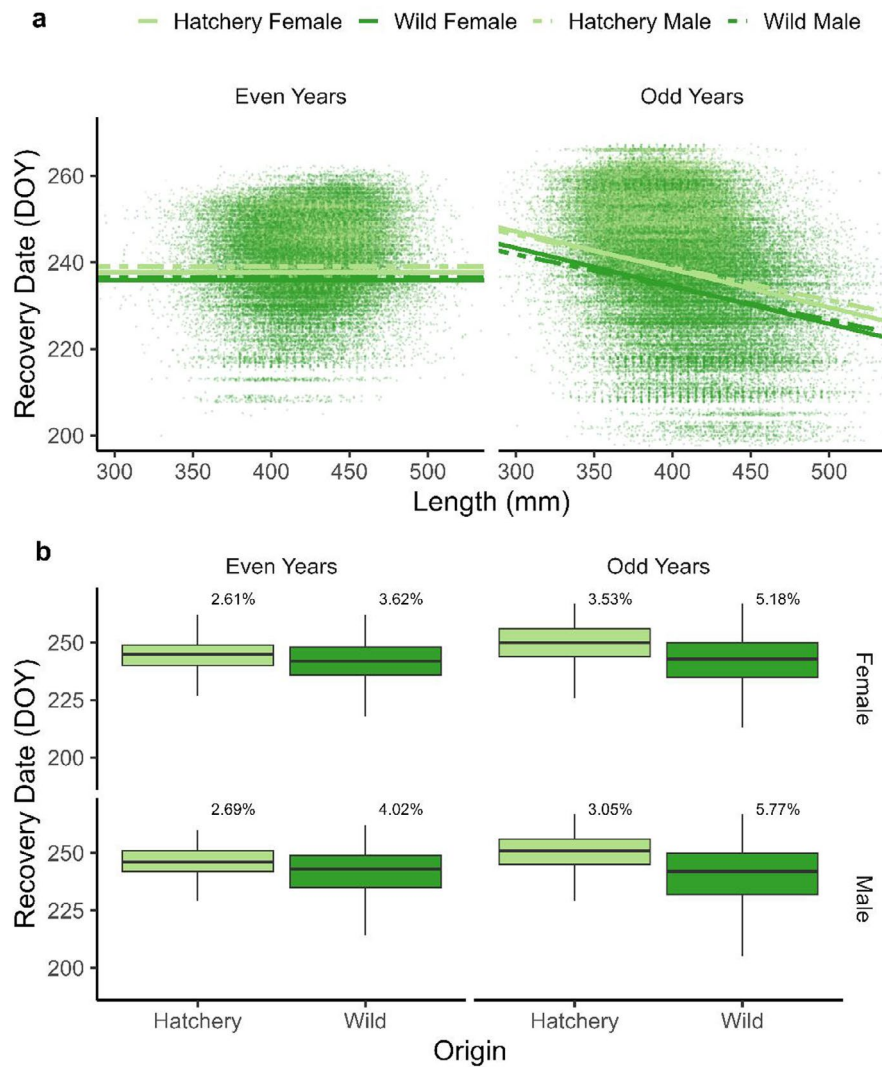 a
Hatchery Female Wild Female Hatchery Male Wild Male
Even Years Odd Years
Recovery Date (DOY)
260
240
220
200
300 350 400 450 500 300 350 400 450 500
Length (mm)
b
Even Years Odd Years
Recovery Date (DOY)
2.61% 3.62% 3.53% 5.18%
250
225
200
Female
2.69% 4.02% 3.05% 5.77%
250
225
200
Male
Hatchery Wild Hatchery Wild
Origin